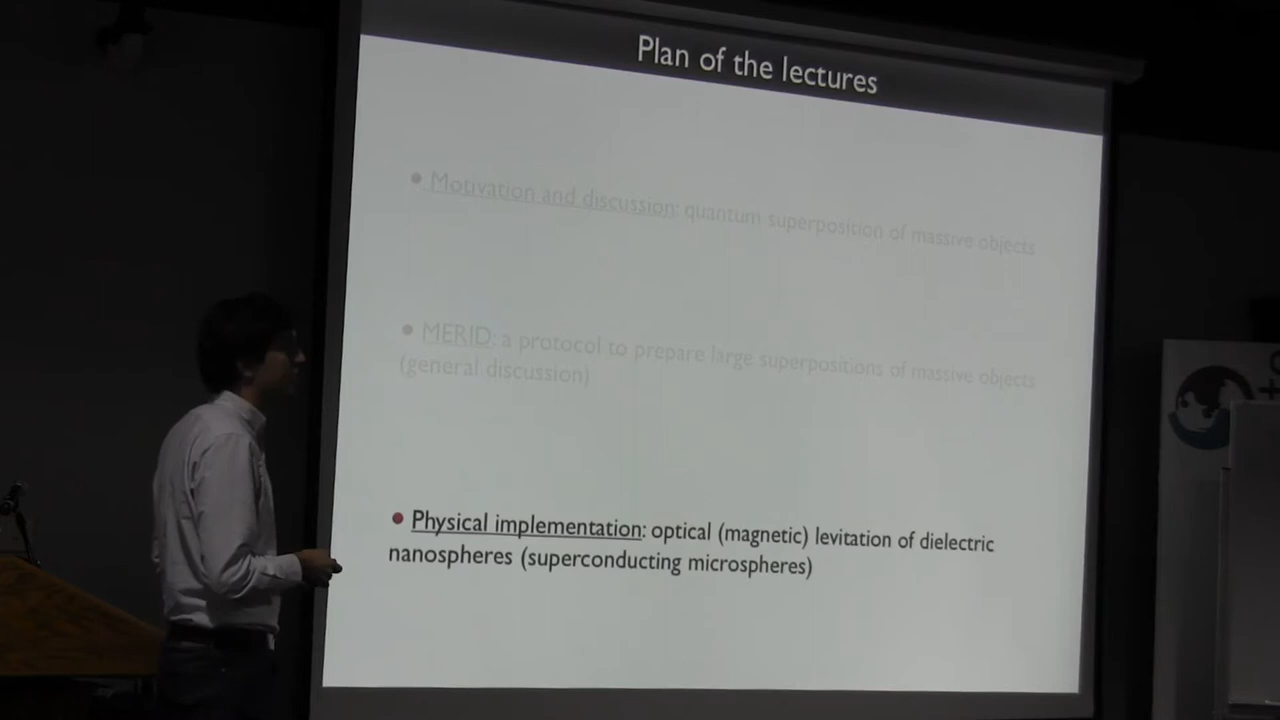 Plan of the lectures
• Motivation and discussion: quantum superposition of massive objects
• MERID: a protocol to prepare large superpositions of massive objects
(general discussion)
• Physical implementation: optical (magnetic) levitation of dielectric
nanospheres (superconducting microspheres)